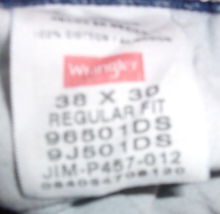 Wrangler
38 X 30
REGULAR FIT
96501DS
9J501DS
JIM-P457-012